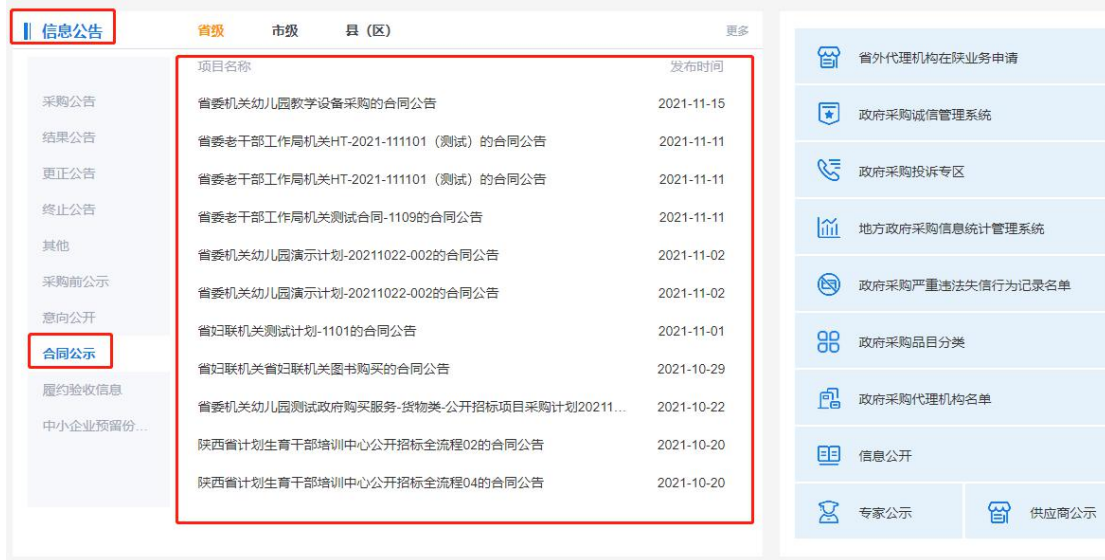 信息公告
省级 市级 县（区） 更多
项目名称 发布时间
采购公告
结果公告
更正公告
终止公告
其他
采购前公示
意向公开
合同公示
履约验收信息
中小企业预留份...
省委机关幼儿园教学设备采购的合同公告 2021-11-15
省委老干部工作局机关HT-2021-111101（测试）的合同公告 2021-11-11
省委老干部工作局机关HT-2021-111101（测试）的合同公告 2021-11-11
省委老干部工作局机关测试合同-1109的合同公告 2021-11-11
省委机关幼儿园演示计划-20211022-002的合同公告 2021-11-02
省委机关幼儿园演示计划-20211022-002的合同公告 2021-11-02
省妇联机关测试计划-1101的合同公告 2021-11-01
省妇联机关省妇联机关图书购买的合同公告 2021-10-29
省委机关幼儿园测试政府购买服务-货物类-公开招标项目采购计划20211... 2021-10-22
陕西省计划生育干部培训中心公开招标全流程02的合同公告 2021-10-20
陕西省计划生育干部培训中心公开招标全流程04的合同公告 2021-10-20
省外代理机构在陕业务申请
政府采购诚信管理系统
政府采购投诉专区
地方政府采购信息统计管理系统
政府采购严重违法失信行为记录名单
政府采购品目分类
政府采购代理机构名单
信息公开
专家公示 供应商公示